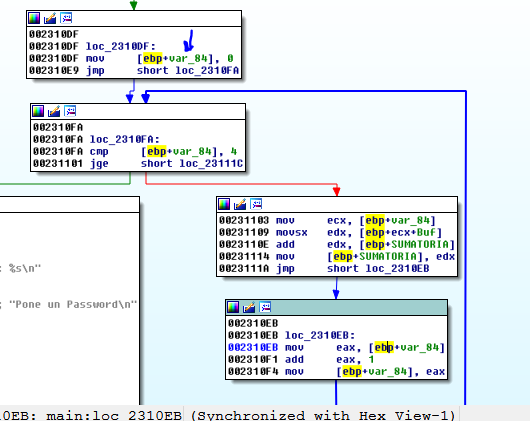 002310DF
002310DF loc_2310DF:
002310DF mov [ebp+var_84], 0
002310E9 jmp short loc_2310FA
002310FA
002310FA loc_2310FA:
002310FA cmp [ebp+var_84], 4
00231101 jge short loc_23111C
00231103 mov ecx, [ebp+var_84]
00231109 movsx edx, [ebp+ecx+Buf]
0023110E add edx, [ebp+SUMATORIA]
00231114 mov [ebp+SUMATORIA], edx
0023111A jmp short loc_2310EB
: %s\n"
; "Pone un Password\n"
002310EB
002310EB loc_2310EB:
002310EB mov eax, [ebp+var_84]
002310F1 add eax, 1
002310F4 mov [ebp+var_84], eax
10EB: main:loc_2310EB (Synchronized with Hex View-1)